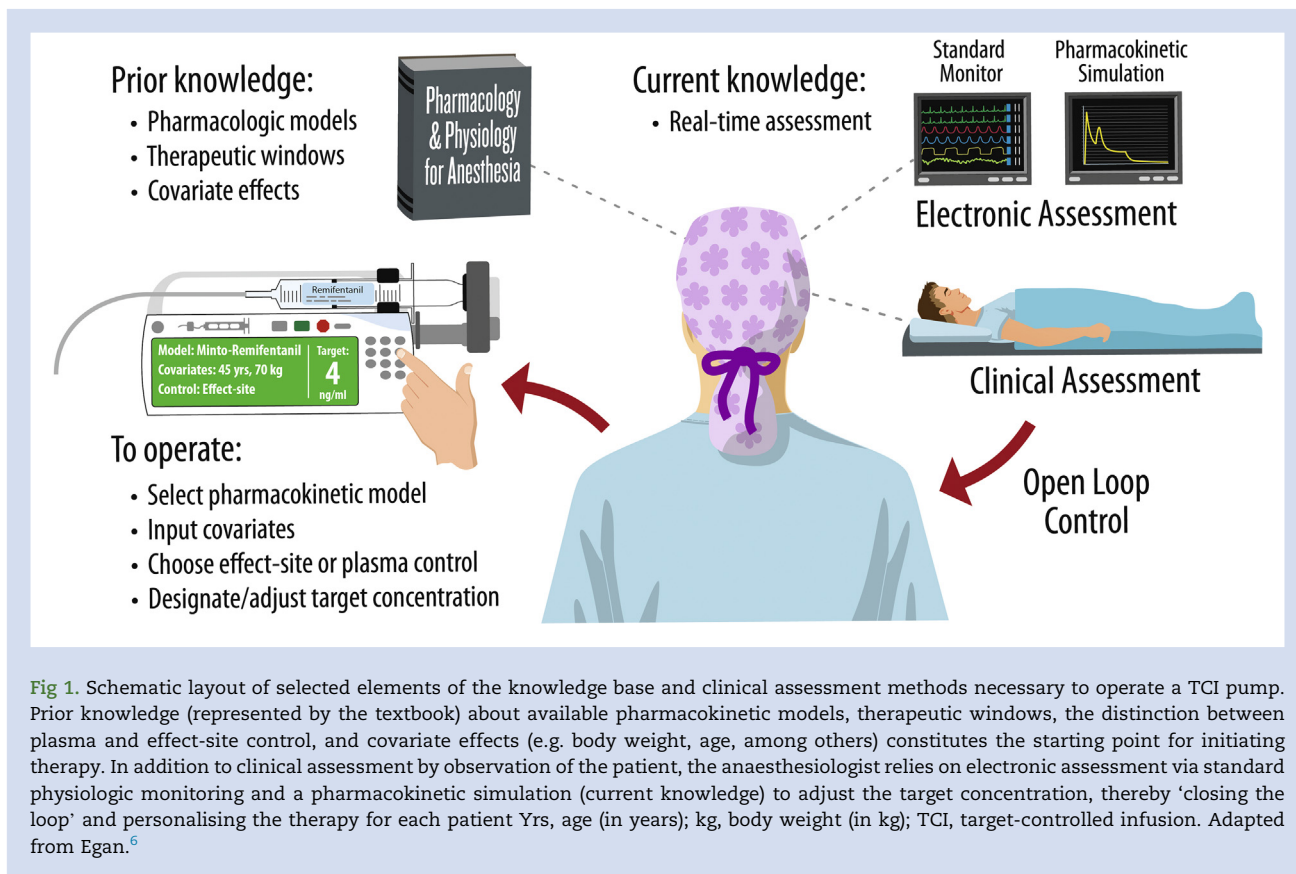 Prior knowledge:
• Pharmacologic models
• Therapeutic windows
• Covariate effects
Pharmacology
& Physiology
for Anesthesia
Current knowledge:
• Real-time assessment
Standard
Monitor
Pharmacokinetic
Simulation
Electronic Assessment
Clinical Assessment
Open Loop
Control
Remifentanil
Model: Minto-Remifentanil
Covariates: 45 yrs, 70 kg
Control: Effect-site
Target:
4
ng/ml
To operate:
• Select pharmacokinetic model
• Input covariates
• Choose effect-site or plasma control
• Designate/adjust target concentration
Fig 1. Schematic layout of selected elements of the knowledge base and clinical assessment methods necessary to operate a TCI pump.
Prior knowledge (represented by the textbook) about available pharmacokinetic models, therapeutic windows, the distinction between
plasma and effect-site control, and covariate effects (e.g. body weight, age, among others) constitutes the starting point for initiating
therapy. In addition to clinical assessment by observation of the patient, the anaesthesiologist relies on electronic assessment via standard
physiologic monitoring and a pharmacokinetic simulation (current knowledge) to adjust the target concentration, thereby ‘closing the
loop’ and personalising the therapy for each patient Yrs, age (in years); kg, body weight (in kg); TCI, target-controlled infusion. Adapted
from Egan.6